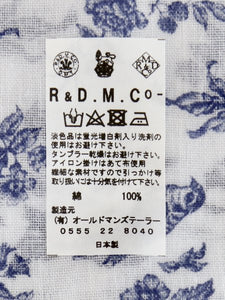 R & D . M . Co -
淡色品は蛍光増白剤入り洗剤の
使用はお避け下さい。
タンブラー乾燥はお避け下さい。
アイロン掛けはあて布使用
繊細な素材ですので引っかけ等
取り扱いには十分気を付けて下さい。
綿 100%
製造元
(有) オールドマンズテーラー
0555 22 8040
日本製